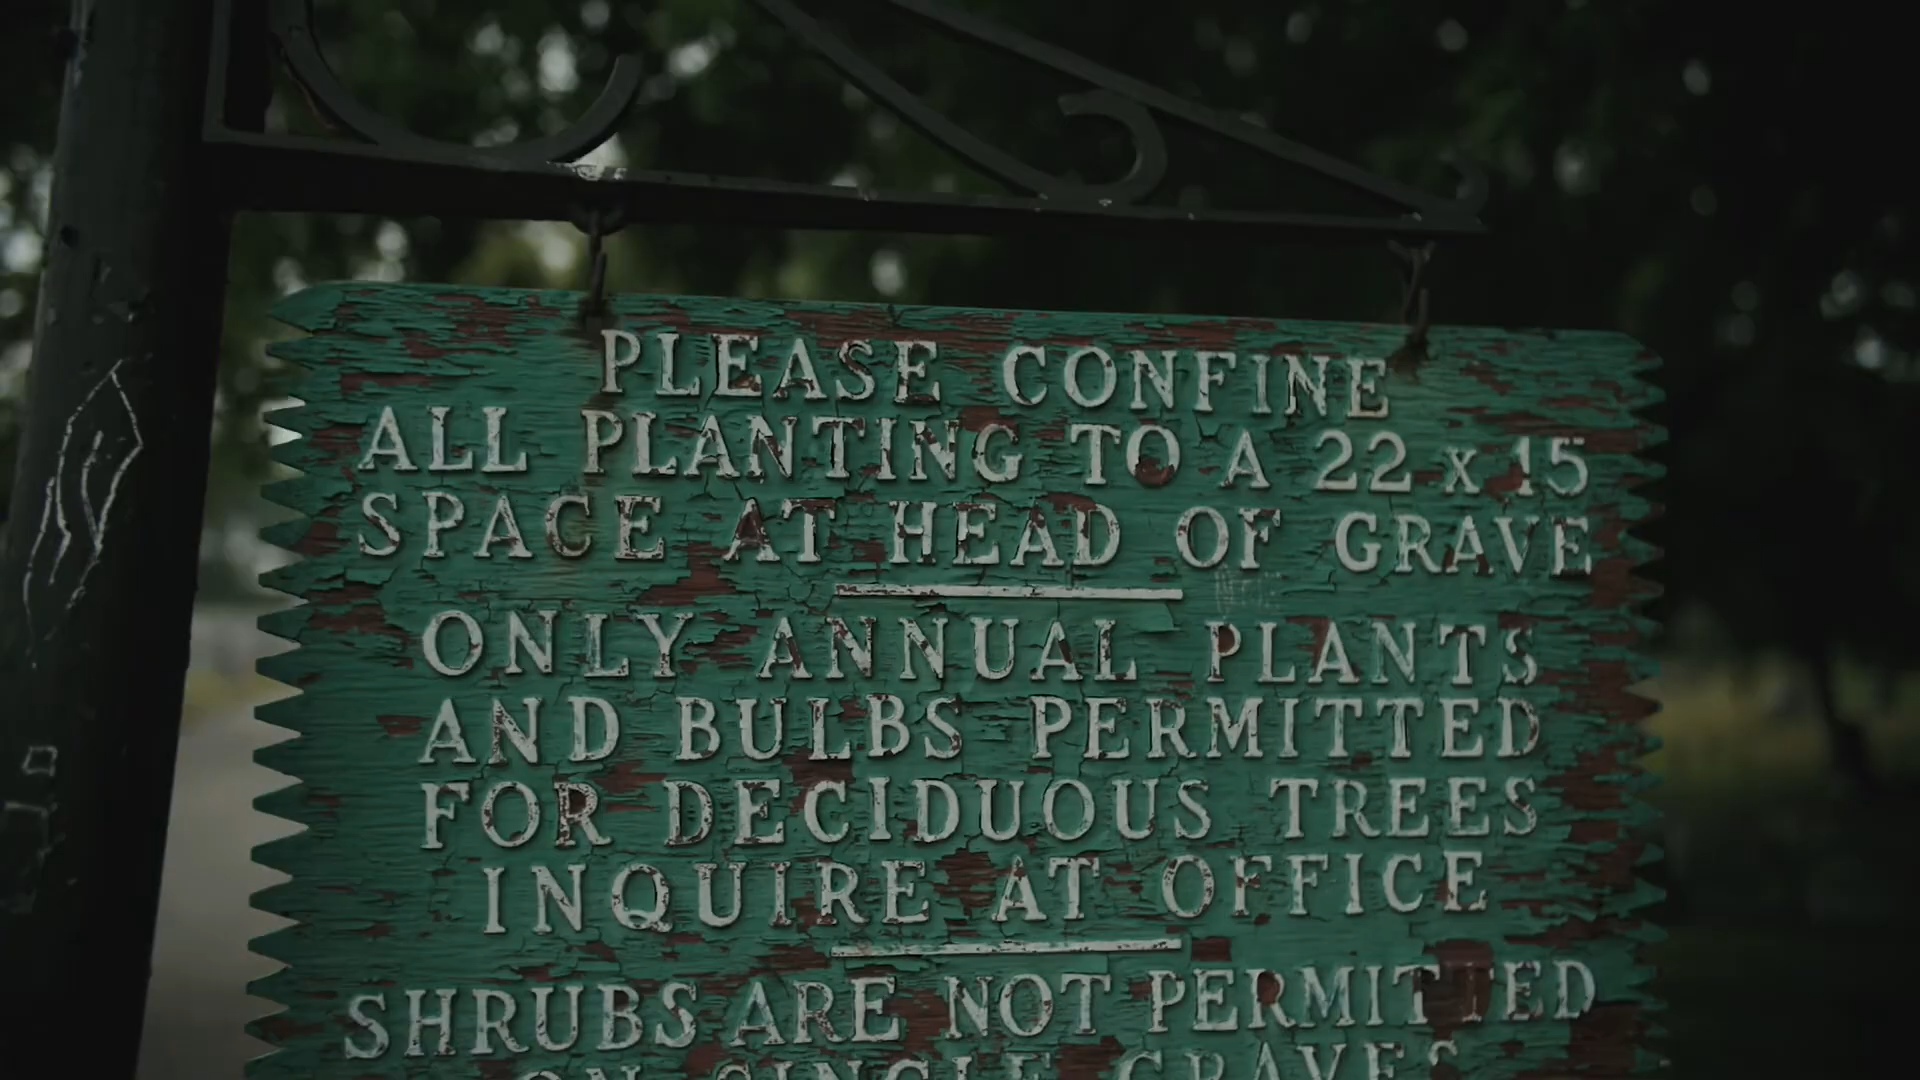 PLEASE CONFINE
ALL PLANTING TO A 22 x 15
SPACE AT HEAD OF GRAVE
ONLY ANNUAL PLANTS
AND BULBS PERMITTED
FOR DECIDUOUS TREES
INQUIRE AT OFFICE
SHRUBS ARE NOT PERMITTED
ON SINGLE GRAVES